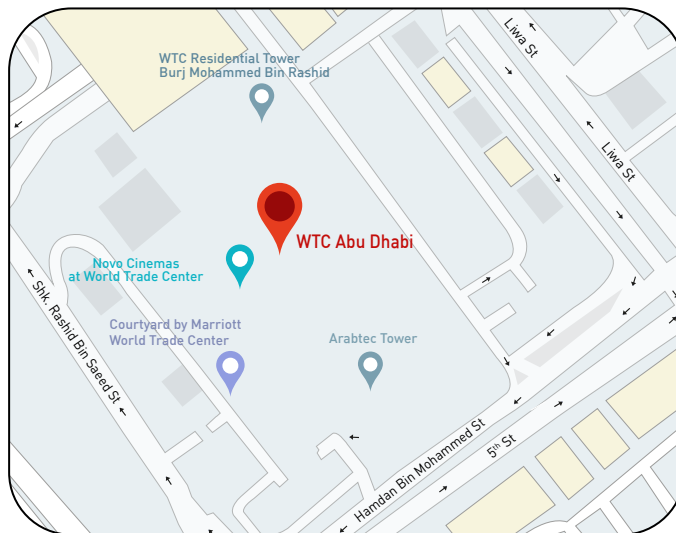 WTC Residential Tower
Burj Mohammed Bin Rashid
Liwa St
Liwa St
WTC Abu Dhabi
Novo Cinemas
at World Trade Center
Shk. Rashid Bin Saeed St
Courtyard by Marriott
World Trade Center
Arabtec Tower
Hamdan Bin Mohammed St
5th St